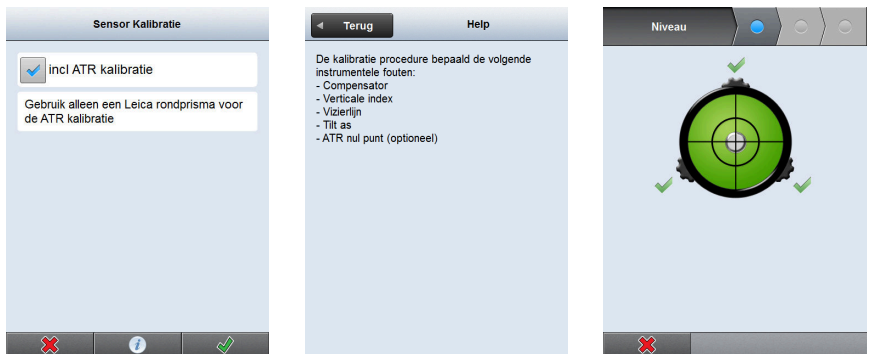 Sensor Kalibratie
incl ATR kalibratie
Gebruik alleen een Leica rondprisma voor
de ATR kalibratie
Terug
Help
De kalibratie procedure bepaald de volgende
instrumentele fouten:
- Compensator
- Verticale index
- Vizierlijn
- Tilt as
- ATR nul punt (optioneel)
Niveau